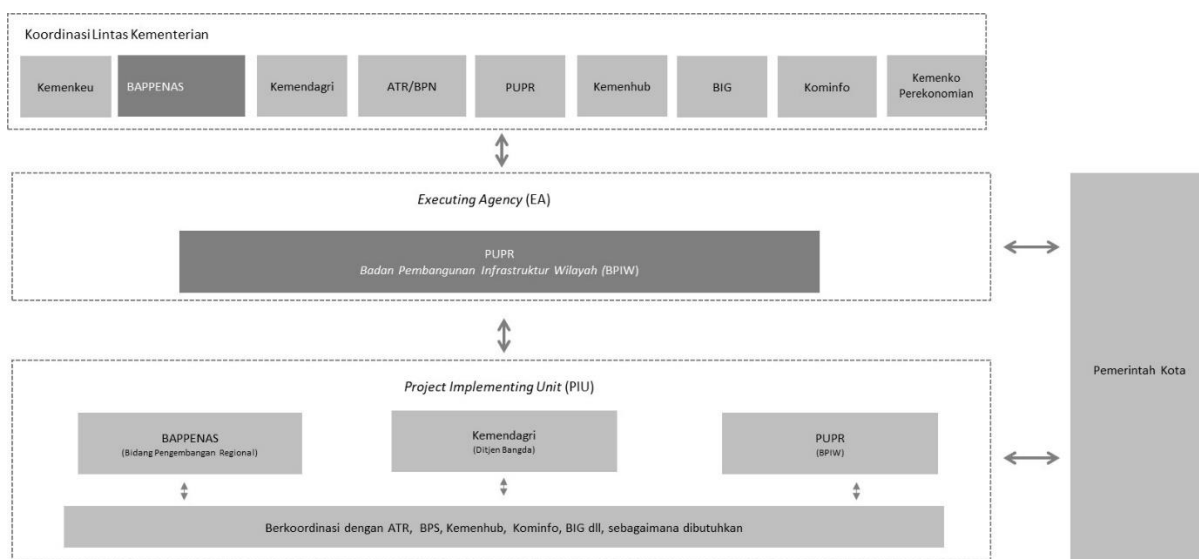 Koordinasi Lintas Kementerian
Kemenkeu
BAPPENAS
Kemendagri
ATR/BPN
PUPR
Kemenhub
BIG
Kominfo
Kemenko
Perekonomian
Executing Agency (EA)
PUPR
Badan Pembangunan Infrastruktur Wilayah (BPIW)
Pemerintah Kota
Project Implementing Unit (PIU)
BAPPENAS
(Bidang Pengembangan Regional)
Kemendagri
(Ditjen Bangda)
PUPR
(BPIW)
Berkoordinasi dengan ATR, BPS, Kemenhub, Kominfo, BIG dll, sebagaimana dibutuhkan